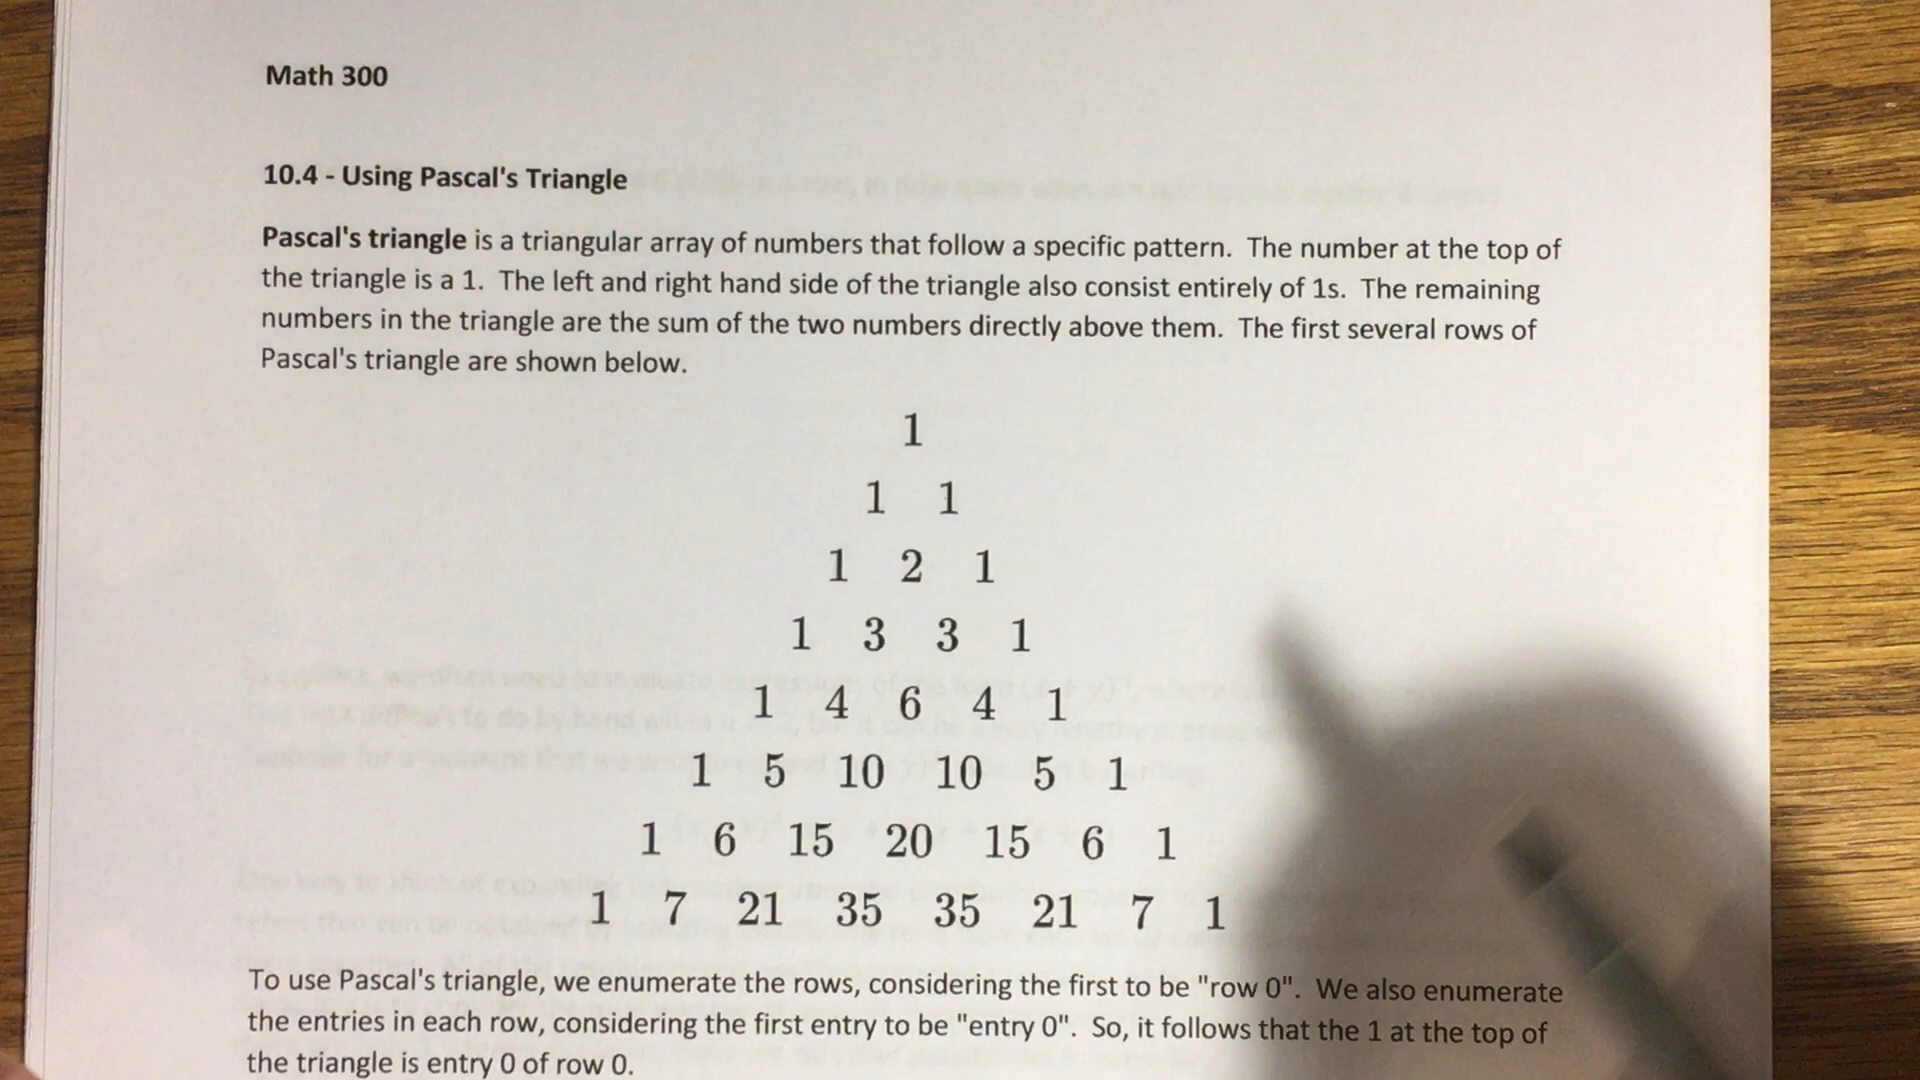 Math 300
10.4 - Using Pascal's Triangle
Pascal's triangle is a triangular array of numbers that follow a specific pattern.  The number at the top of
the triangle is a 1.  The left and right hand side of the triangle also consist entirely of 1s.  The remaining
numbers in the triangle are the sum of the two numbers directly above them.  The first several rows of
Pascal's triangle are shown below.
1
1 1
1 2 1
1 3 3 1
1 4 6 4 1
1 5 10 10 5 1
1 6 15 20 15 6 1
1 7 21 35 35 21 7 1
To use Pascal's triangle, we enumerate the rows, considering the first to be "row 0".  We also enumerate
the entries in each row, considering the first entry to be "entry 0".  So, it follows that the 1 at the top of
the triangle is entry 0 of row 0.